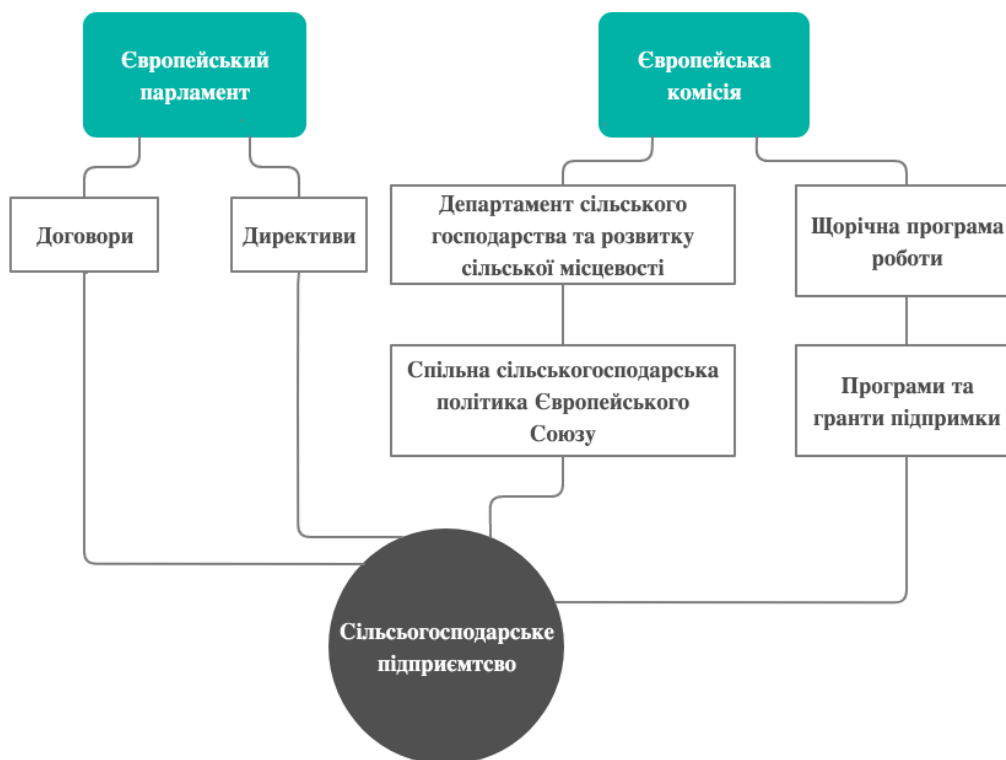 Європейський
парламент
Європейська
комісія
Договори
Директиви
Департамент сільського
господарства та розвитку
сільської місцевості
Щорічна програма
роботи
Спільна сільськогосподарська
політика Європейського
Союзу
Програми та
гранти підпримки
Сільсьогосподарське
підприємтсво